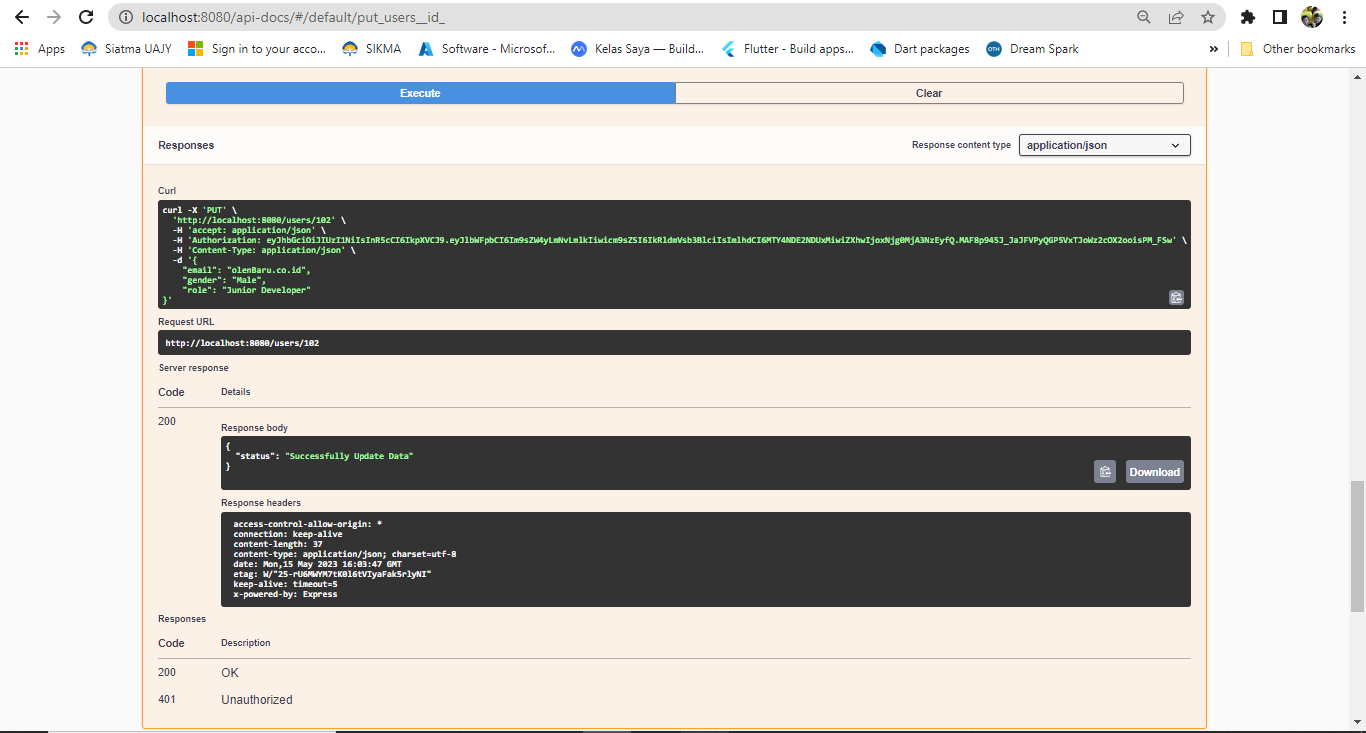 localhost:8080/api-docs/#/default/put_users__id_
Apps
Siatma UAJY
Sign in to your acco...
SIKMA
Software - Microsof...
Kelas Saya — Build...
Flutter - Build apps...
Dart packages
OTH
Dream Spark
»
Other bookmarks
Execute
Clear
Responses
Response content type
application/json
Curl
curl -X 'PUT' \
'http://localhost:8080/users/102' \
-H 'accept: application/json' \
-H 'Authorization:
-H 'Content-Type: application/json' \
-d '{
"email": "olenBaru.co.id",
"gender": "Male",
"role": "Junior Developer"
}'
Request URL
http://localhost:8080/users/102
Server response
Code
Details
200
Response body
{
"status": "Successfully Update Data"
}
Download
Response headers
access-control-allow-origin: *
connection: keep-alive
content-length: 37
content-type: application/json; charset=utf-8
date: Mon,15 May 2023 16:03:47 GMT
etag: W/"25-rU6MWYM7tK0l6tVIyaFak5rlyNI"
keep-alive: timeout=5
x-powered-by: Express
Responses
Code
Description
200
OK
401
Unauthorized